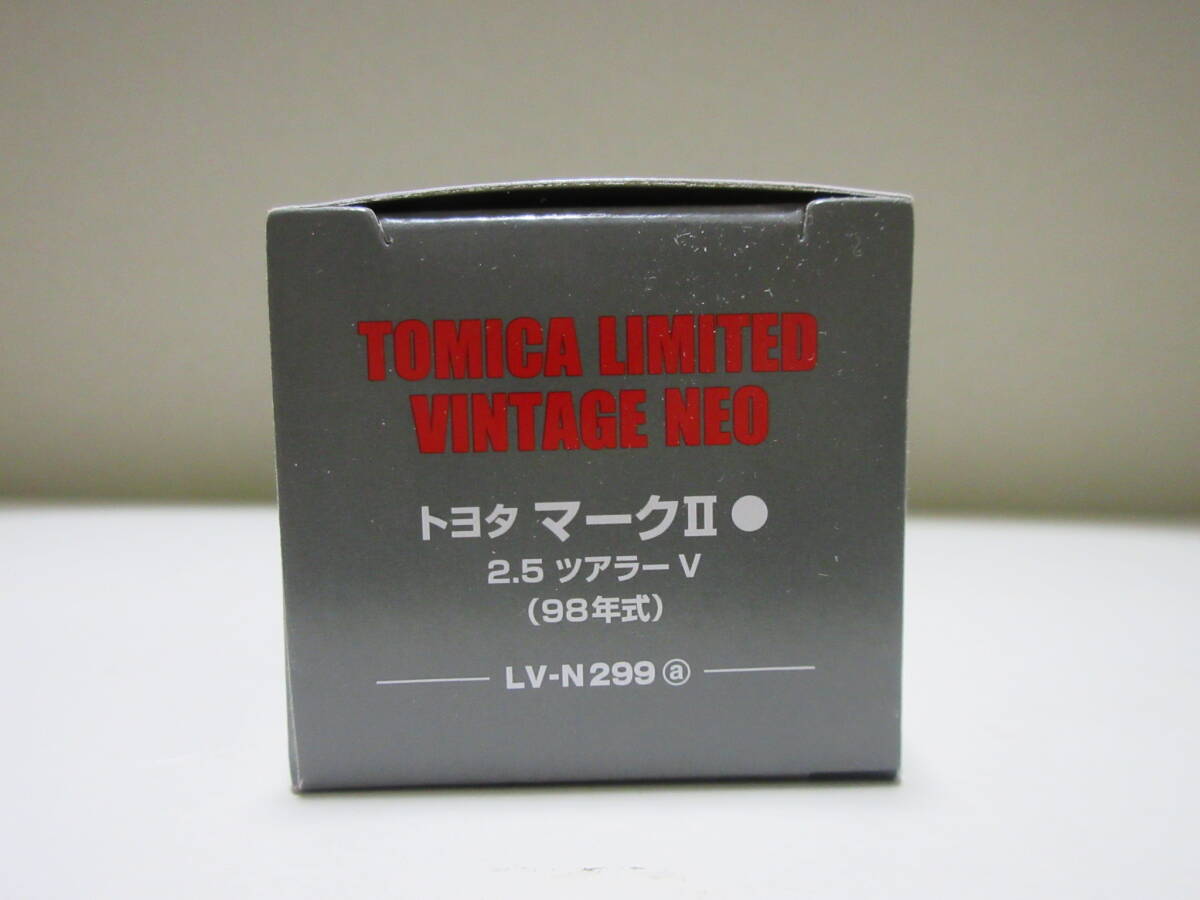 TOMICA LIMITED
VINTAGE NEO
トヨタ マークII ●
2.5 ツアラー V
(98年式)
LV-N299 ⓐ